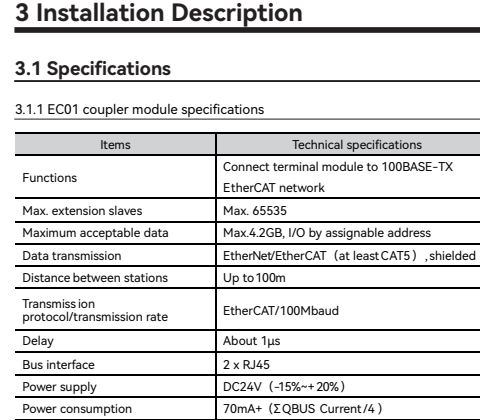 3 Installation Description
3.1 Specifications
3.1.1 EC01 coupler module specifications
Items Technical specifications
Functions Connect terminal module to 100BASE-TX
EtherCAT network
Max. extension slaves Max. 65535
Maximum acceptable data Max.4.2GB, I/O by assignable address
Data transmission EtherNet/EtherCAT（at least CAT5）,shielded
Distance between stations Up to 100m
Transmission
protocol/transmission rate EtherCAT/100Mbaud
Delay About 1μs
Bus interface 2 x RJ45
Power supply DC24V（-15%~+20%）
Power consumption 70mA+（ΣQBUS Current/4）